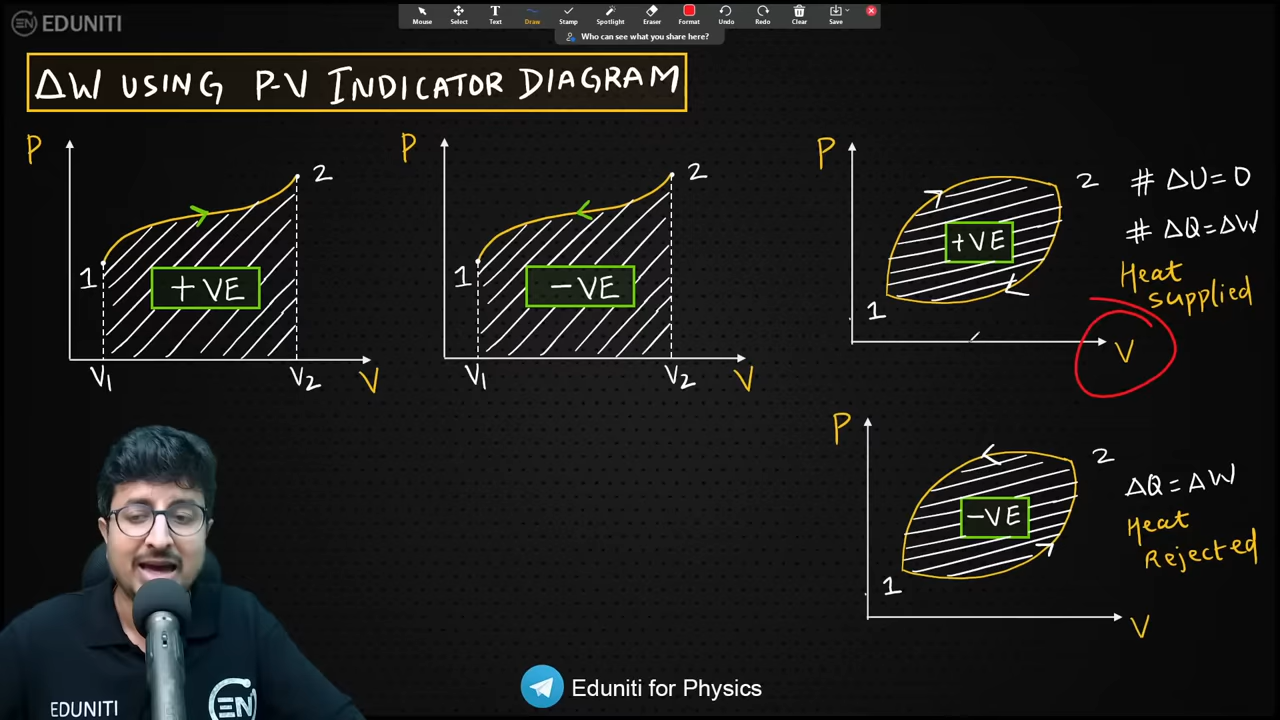 EN EDUNITI
Mouse Select Text Draw Stamp Spotlight Eraser Format Undo Redo Clear Save
Who can see what you share here?
ΔW USING P-V INDICATOR DIAGRAM
P
1
2
+VE
V1
V2
V
P
1
2
-VE
V1
V2
V
P
1
2
+VE
V
# ΔU=0
# ΔQ=ΔW
Heat
supplied
P
1
2
-VE
V
ΔQ=ΔW
Heat
Rejected
EDUNITI
EN
Eduniti for Physics